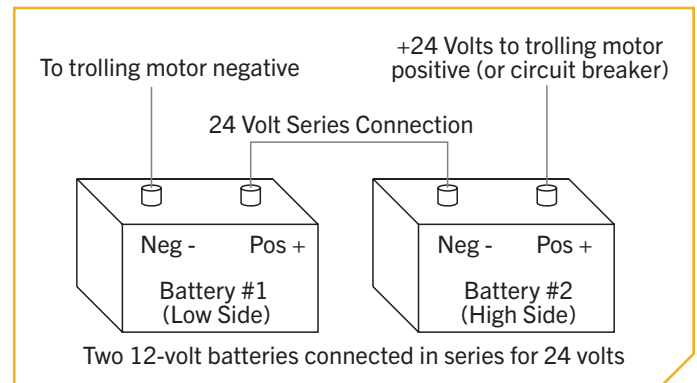 To trolling motor negative
+24 Volts to trolling motor
positive (or circuit breaker)
24 Volt Series Connection
Neg - Pos +
Battery #1
(Low Side)
Neg - Pos +
Battery #2
(High Side)
Two 12-volt batteries connected in series for 24 volts